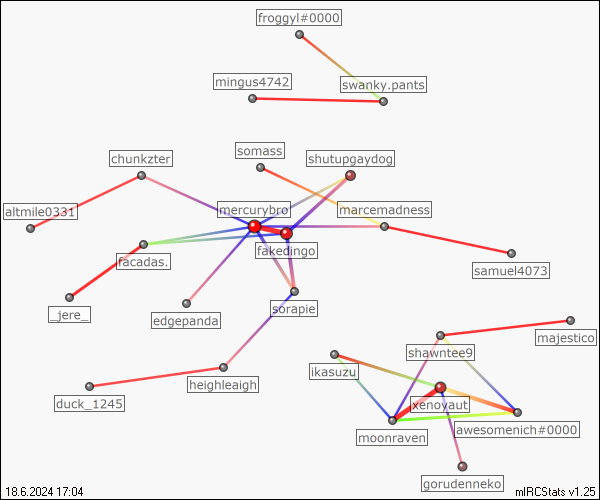 froggyl#0000
mingus4742
swanky.pants
somass
chunkzter
shutupgaydog
altmile0331
mercurybro
marcemadness
fakedingo
facadas.
samuel4073
_jere_
edgepanda
sorapie
majestico
shawntee9
ikasuzu
heighleaigh
duck_1245
xenoyaut
awesomenich#0000
moonraven
gorudenneko
18.6.2024 17:04
mIRCStats v1.25